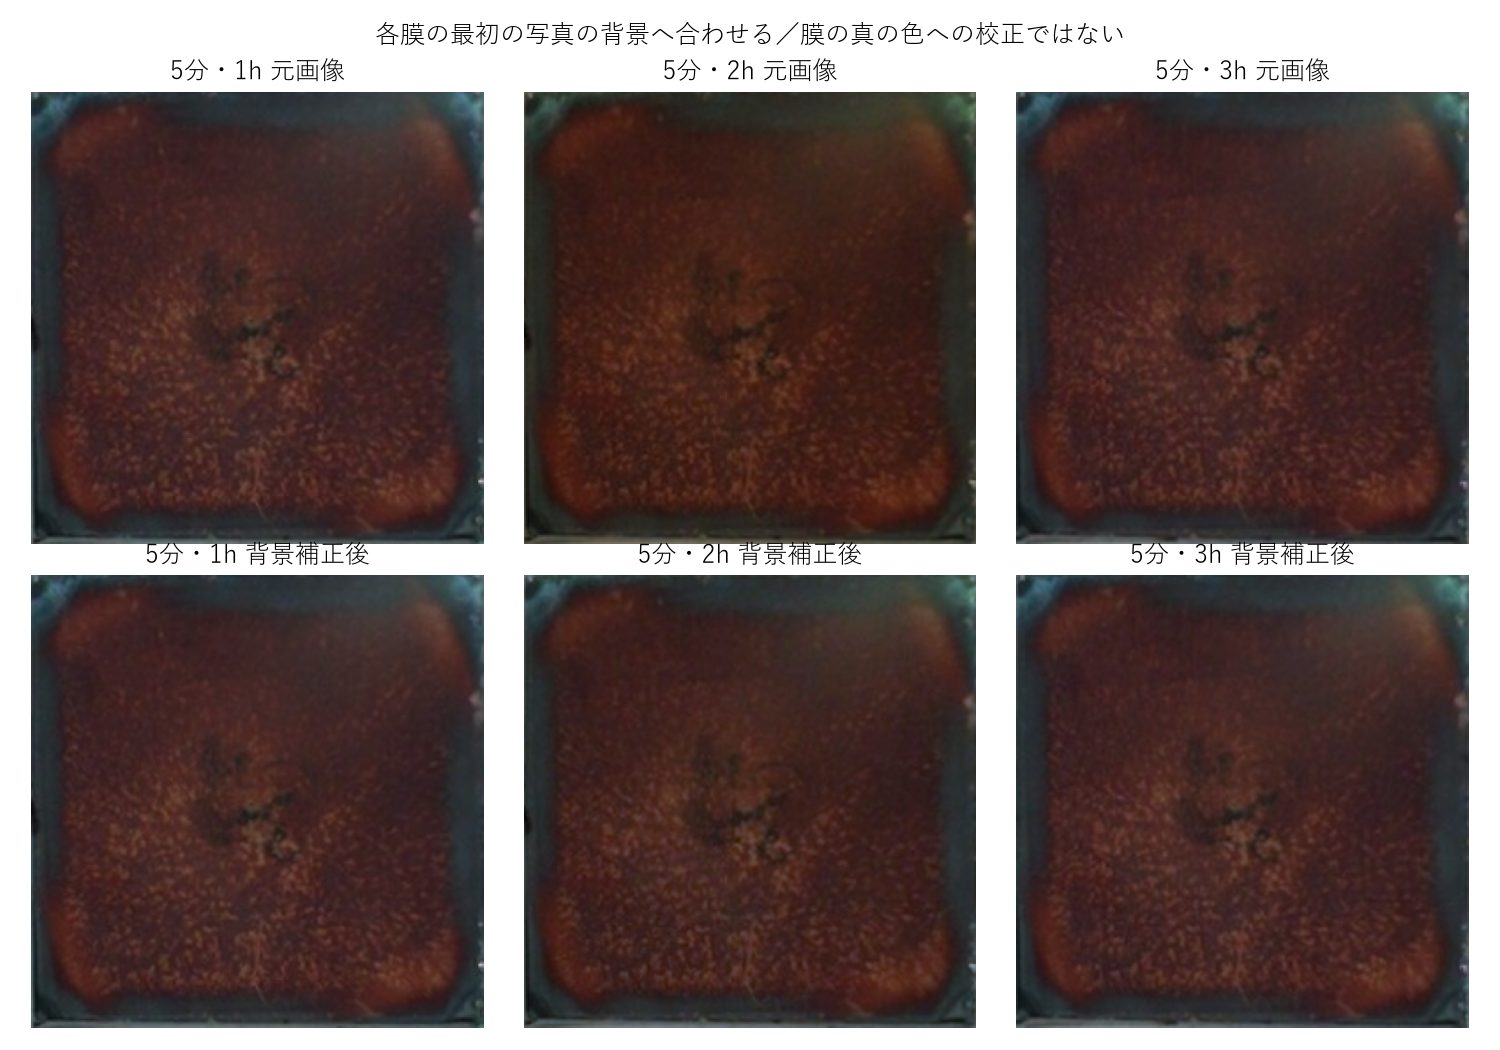 各膜の最初の写真の背景へ合わせる／膜の真の色への校正ではない
5分・1h 元画像
5分・2h 元画像
5分・3h 元画像
5分・1h 背景補正後
5分・2h 背景補正後
5分・3h 背景補正後